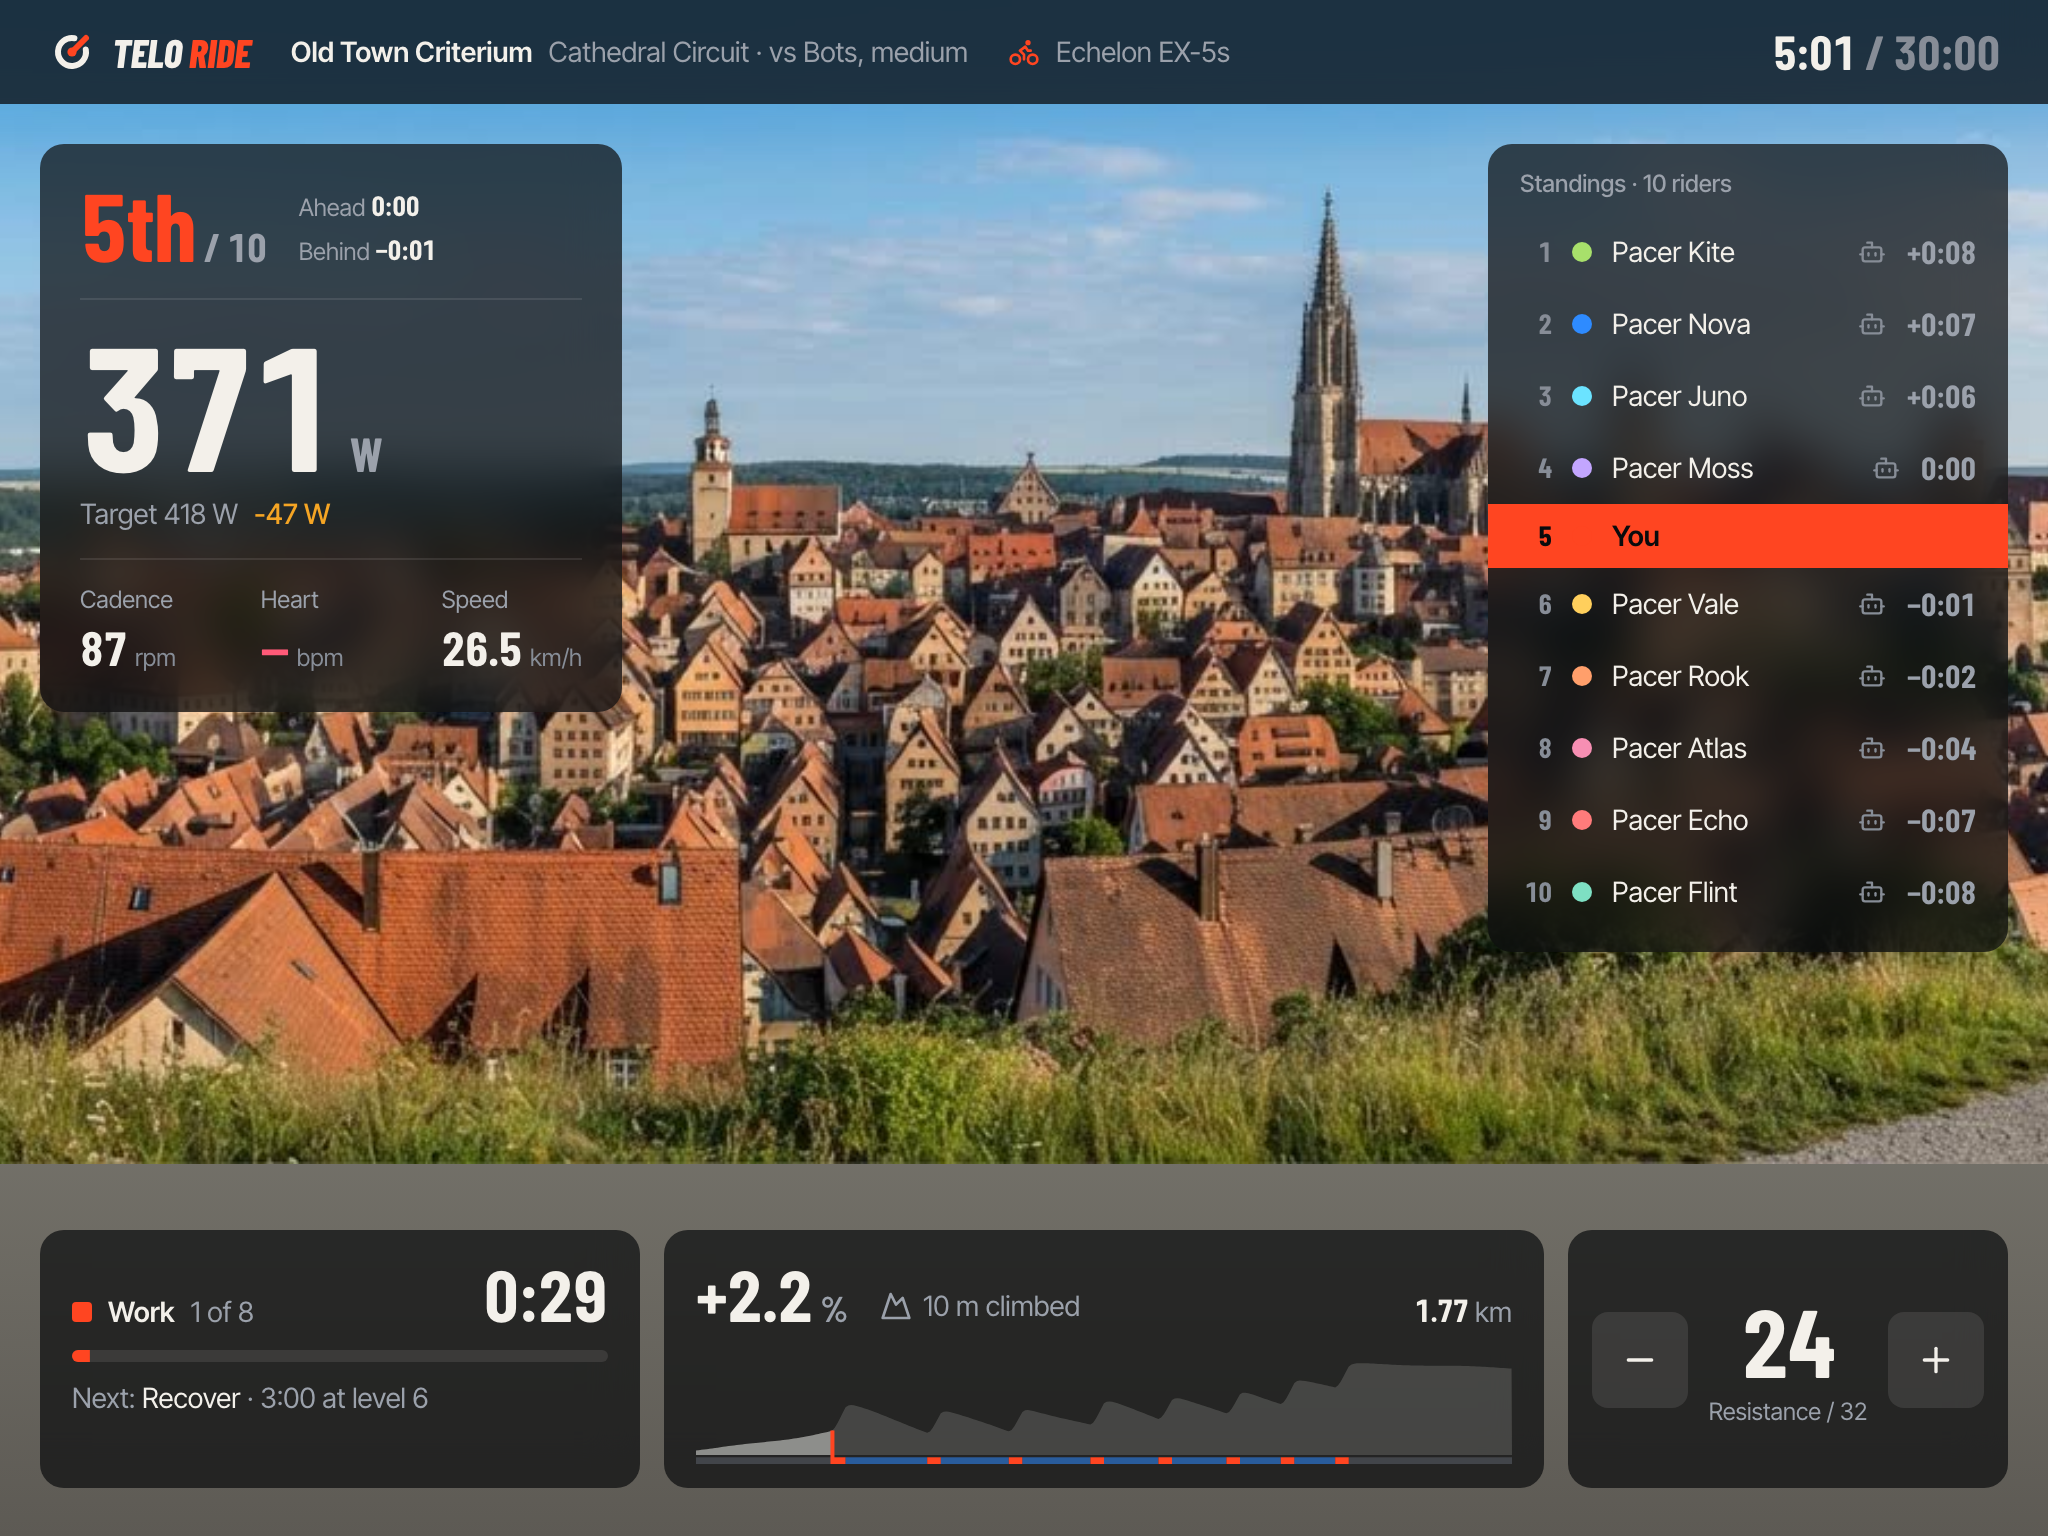 TELO RIDE Old Town Criterium Cathedral Circuit · vs Bots, medium Echelon EX-5s 5:01 / 30:00
5th / 10
Ahead 0:00
Behind −0:01
371 W
Target 418 W -47 W
Cadence Heart Speed
87 rpm – bpm 26.5 km/h
Standings · 10 riders
1 Pacer Kite +0:08
2 Pacer Nova +0:07
3 Pacer Juno +0:06
4 Pacer Moss 0:00
5 You
6 Pacer Vale −0:01
7 Pacer Rook −0:02
8 Pacer Atlas −0:04
9 Pacer Echo −0:07
10 Pacer Flint −0:08
Work 1 of 8 0:29
Next: Recover · 3:00 at level 6
+2.2 % 10 m climbed 1.77 km
− 24 +
Resistance / 32